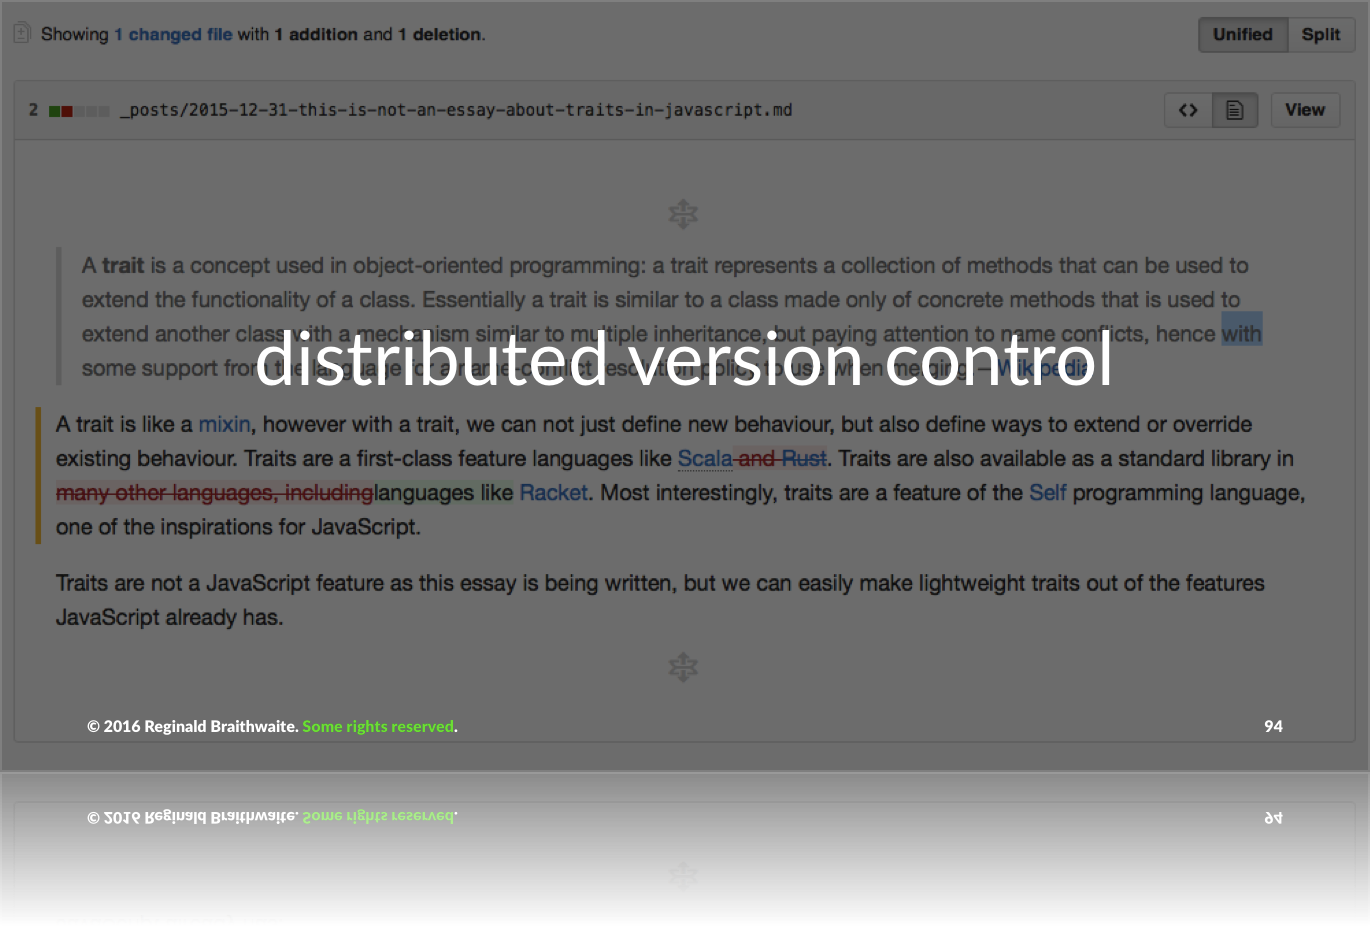 Showing 1 changed file with 1 addition and 1 deletion.
Unified Split
2 _posts/2015-12-31-this-is-not-an-essay-about-traits-in-javascript.md
View
A trait is a concept used in object-oriented programming: a trait represents a collection of methods that can be used to
extend the functionality of a class. Essentially a trait is similar to a class made only of concrete methods that is used to
extend another class with a mechanism similar to multiple inheritance, but paying attention to name conflicts, hence with
some support from the language for a name-conflict resolution policy to use when merging.—Wikipedia
distributed version control
A trait is like a mixin, however with a trait, we can not just define new behaviour, but also define ways to extend or override
existing behaviour. Traits are a first-class feature languages like Scala and Rust. Traits are also available as a standard library in
many other languages, includinglanguages like Racket. Most interestingly, traits are a feature of the Self programming language,
one of the inspirations for JavaScript.
Traits are not a JavaScript feature as this essay is being written, but we can easily make lightweight traits out of the features
JavaScript already has.
© 2016 Reginald Braithwaite. Some rights reserved. 94
© 2016 Reginald Braithwaite. Some rights reserved. 94